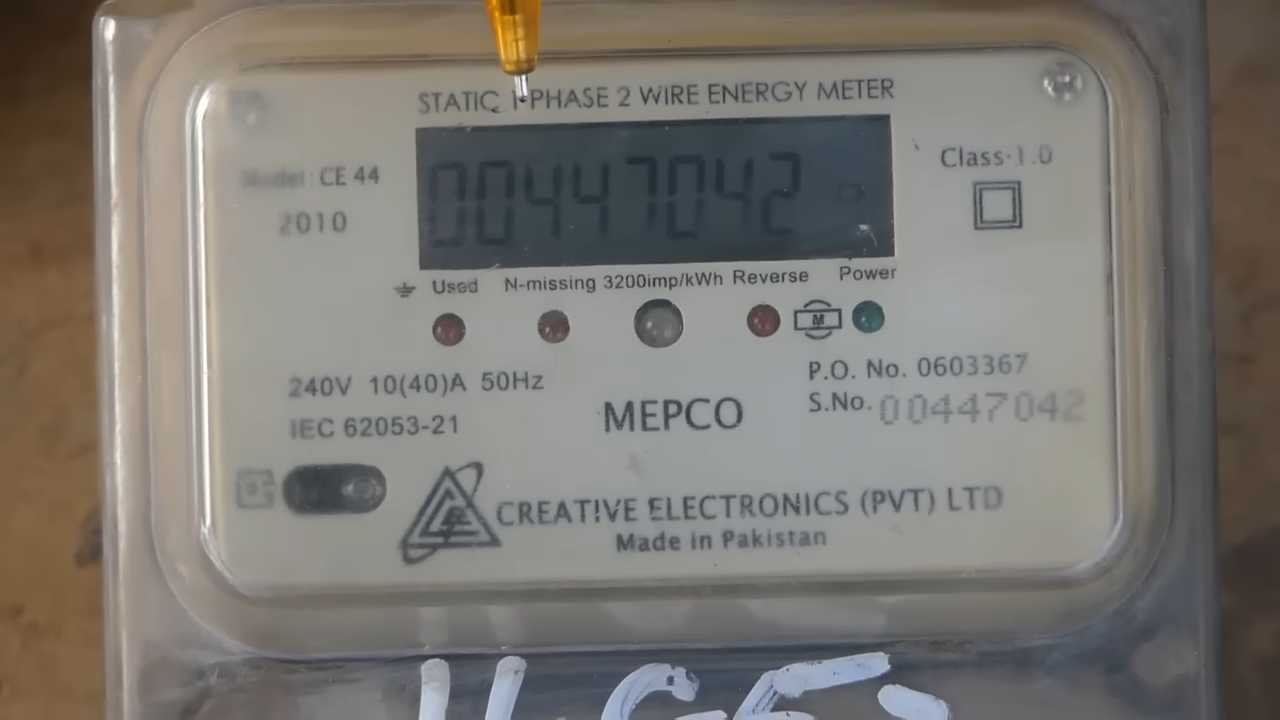 STATIC 1-PHASE 2 WIRE ENERGY METER
Model: CE 44
2010
00447042
Class-1.0
Used N-missing 3200imp/kWh Reverse Power
M
240V 10(40)A 50Hz
IEC 62053-21
MEPCO
P.O. No. 0603367
S.No. 00447042
CREATIVE ELECTRONICS (PVT) LTD
Made in Pakistan